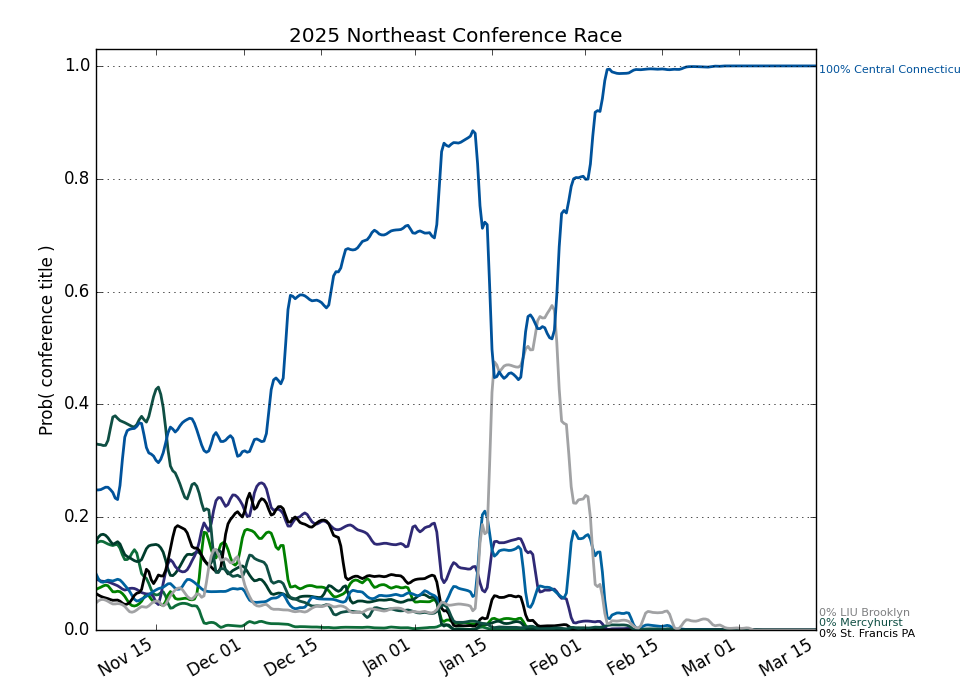 2025 Northeast Conference Race
Prob( conference title )
1.0
0.8
0.6
0.4
0.2
0.0
100% Central Connecticu
0% LIU Brooklyn
0% Mercyhurst
0% St. Francis PA
Nov 15
Dec 01
Dec 15
Jan 01
Jan 15
Feb 01
Feb 15
Mar 01
Mar 15